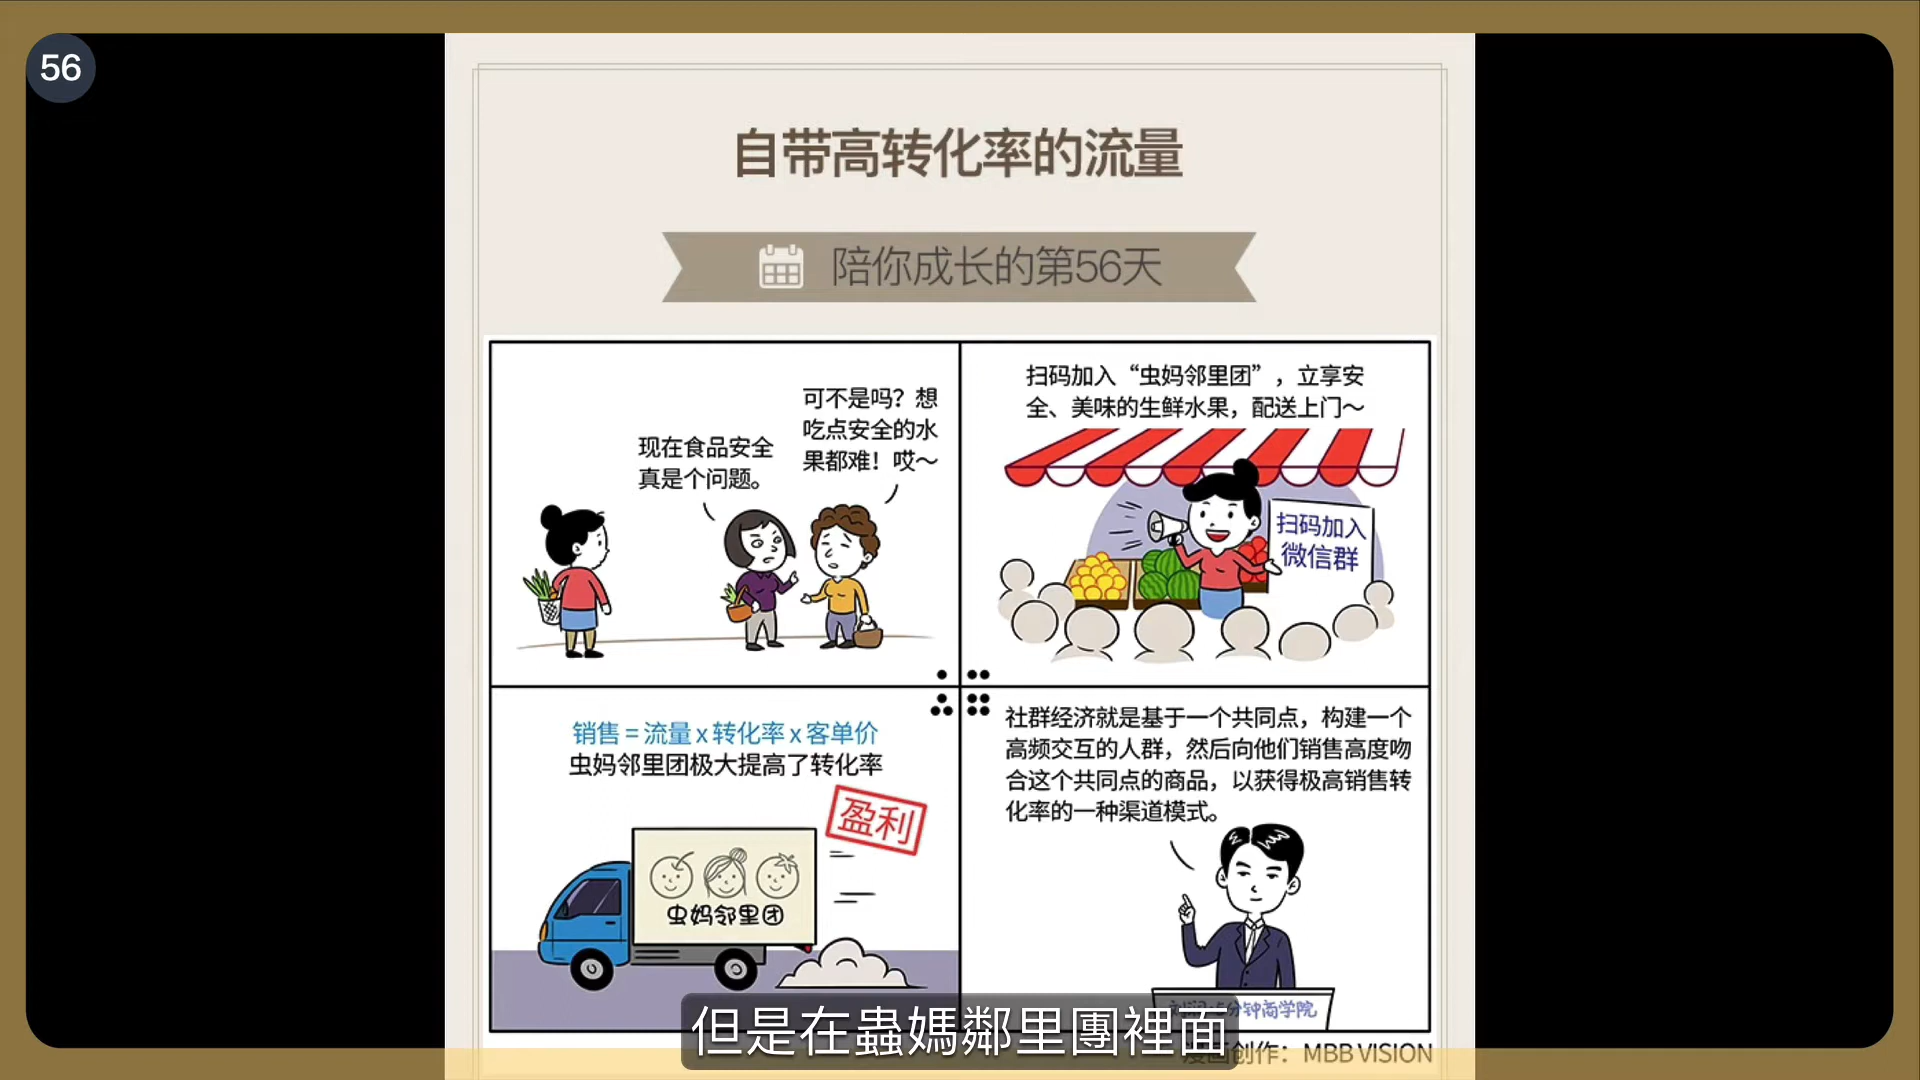 56
自带高转化率的流量
陪你成长的第56天
现在食品安全
真是个问题。
可不是吗？想
吃点安全的水
果都难！哎～
扫码加入“虫妈邻里团”，立享安
全、美味的生鲜水果，配送上门～
扫码加入
微信群
销售 = 流量 x 转化率 x 客单价
虫妈邻里团极大提高了转化率
盈利
虫妈邻里团
社群经济就是基于一个共同点，构建一个
高频交互的人群，然后向他们销售高度吻
合这个共同点的商品，以获得极高销售转
化率的一种渠道模式。
5分钟商学院
但是在蟲媽鄰里團裡面
漫画创作：MBB VISION